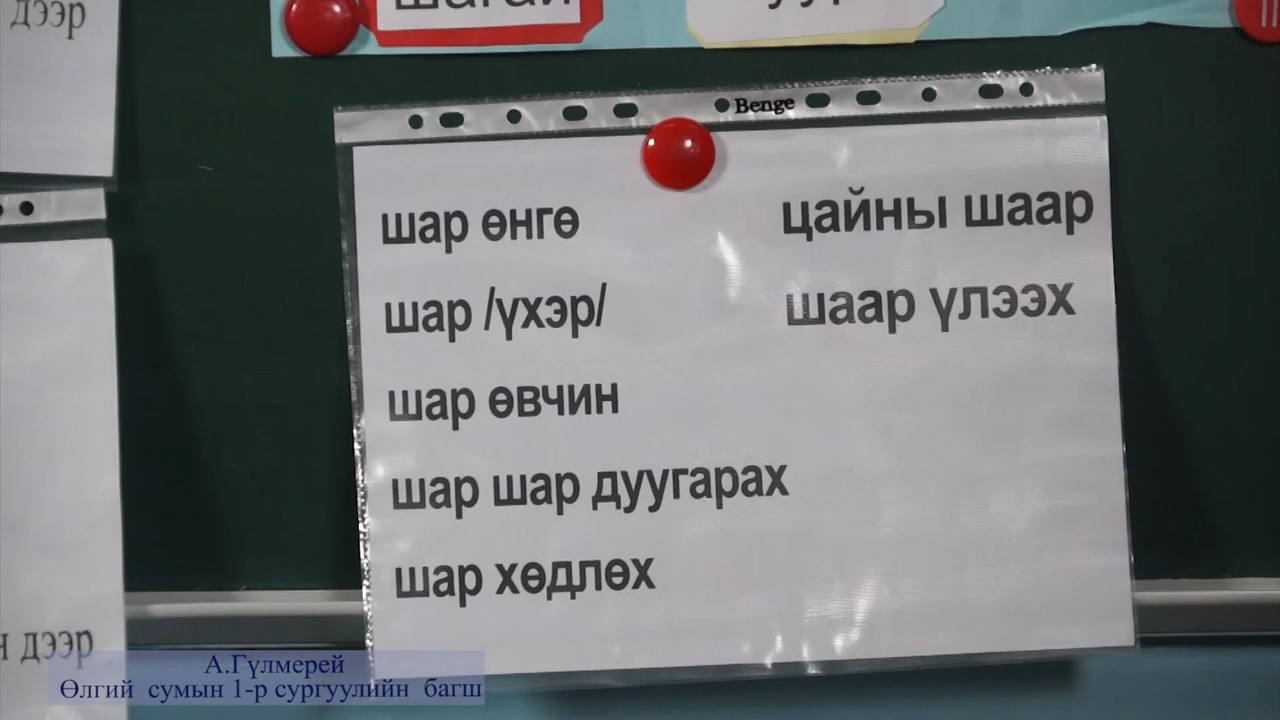 дээр
шагай
Benge
шар өнгө
цайны шаар
шар /үхэр/
шаар үлээх
шар өвчин
шар шар дуугарах
шар хөдлөх
дээр
А.Гүлмерей
Өлгий сумын 1-р сургуулийн багш